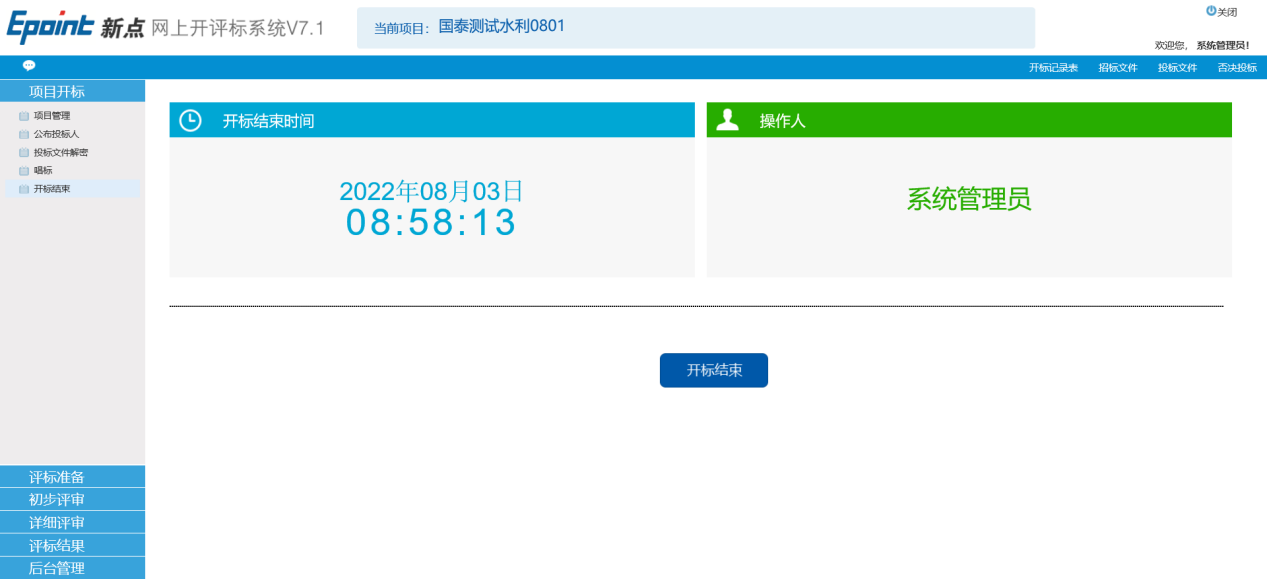 Epoint 新点 网上开评标系统V7.1
当前项目： 国泰测试水利0801
关闭
欢迎您， 系统管理员！
开标记录表 招标文件 投标文件 否决投标
项目开标
项目管理
公布投标人
投标文件解密
唱标
开标结束
评标准备
初步评审
详细评审
评标结果
后台管理
开标结束时间
2022年08月03日
08:58:13
操作人
系统管理员
开标结束